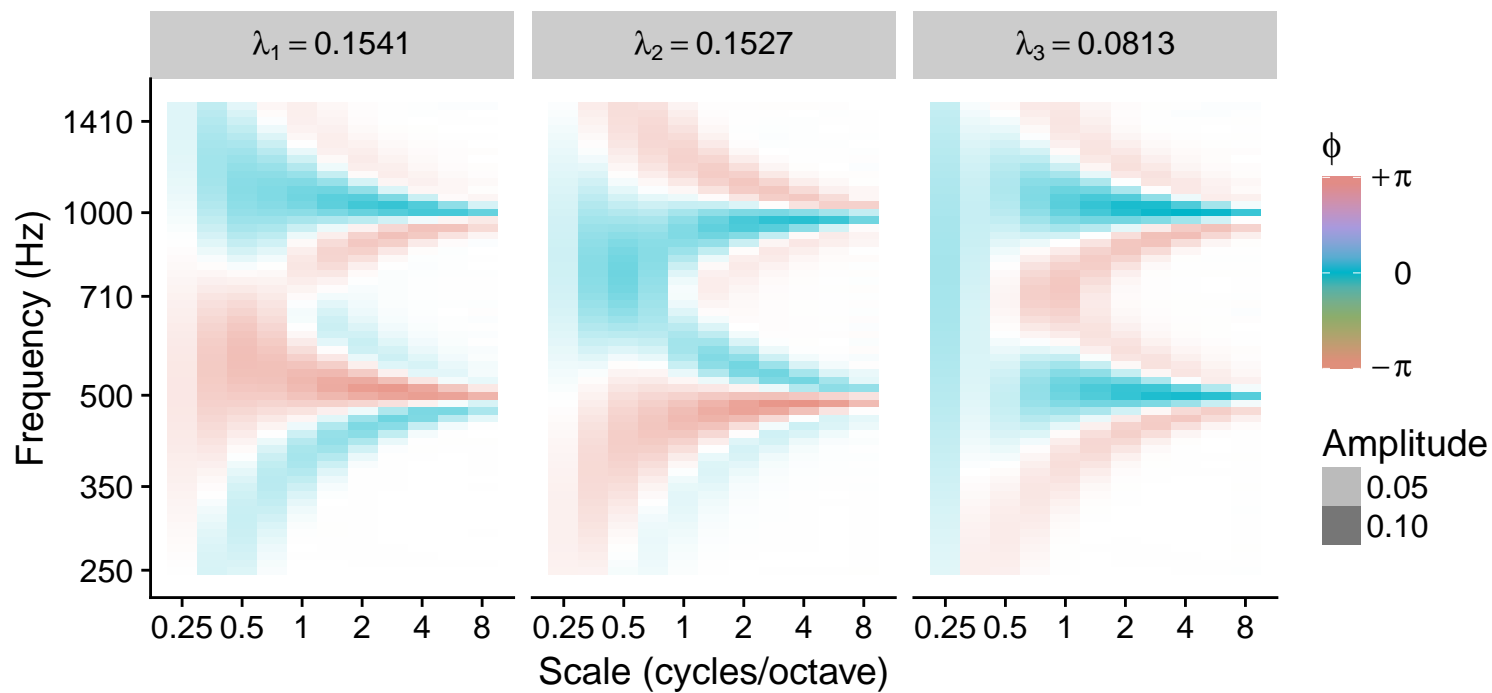 λ1 = 0.1541
λ2 = 0.1527
λ3 = 0.0813
Frequency (Hz)
1410
1000
710
500
350
250
0.25 0.5 1 2 4 8
0.25 0.5 1 2 4 8
0.25 0.5 1 2 4 8
Scale (cycles/octave)
ϕ
+π
0
−π
Amplitude
0.05
0.10